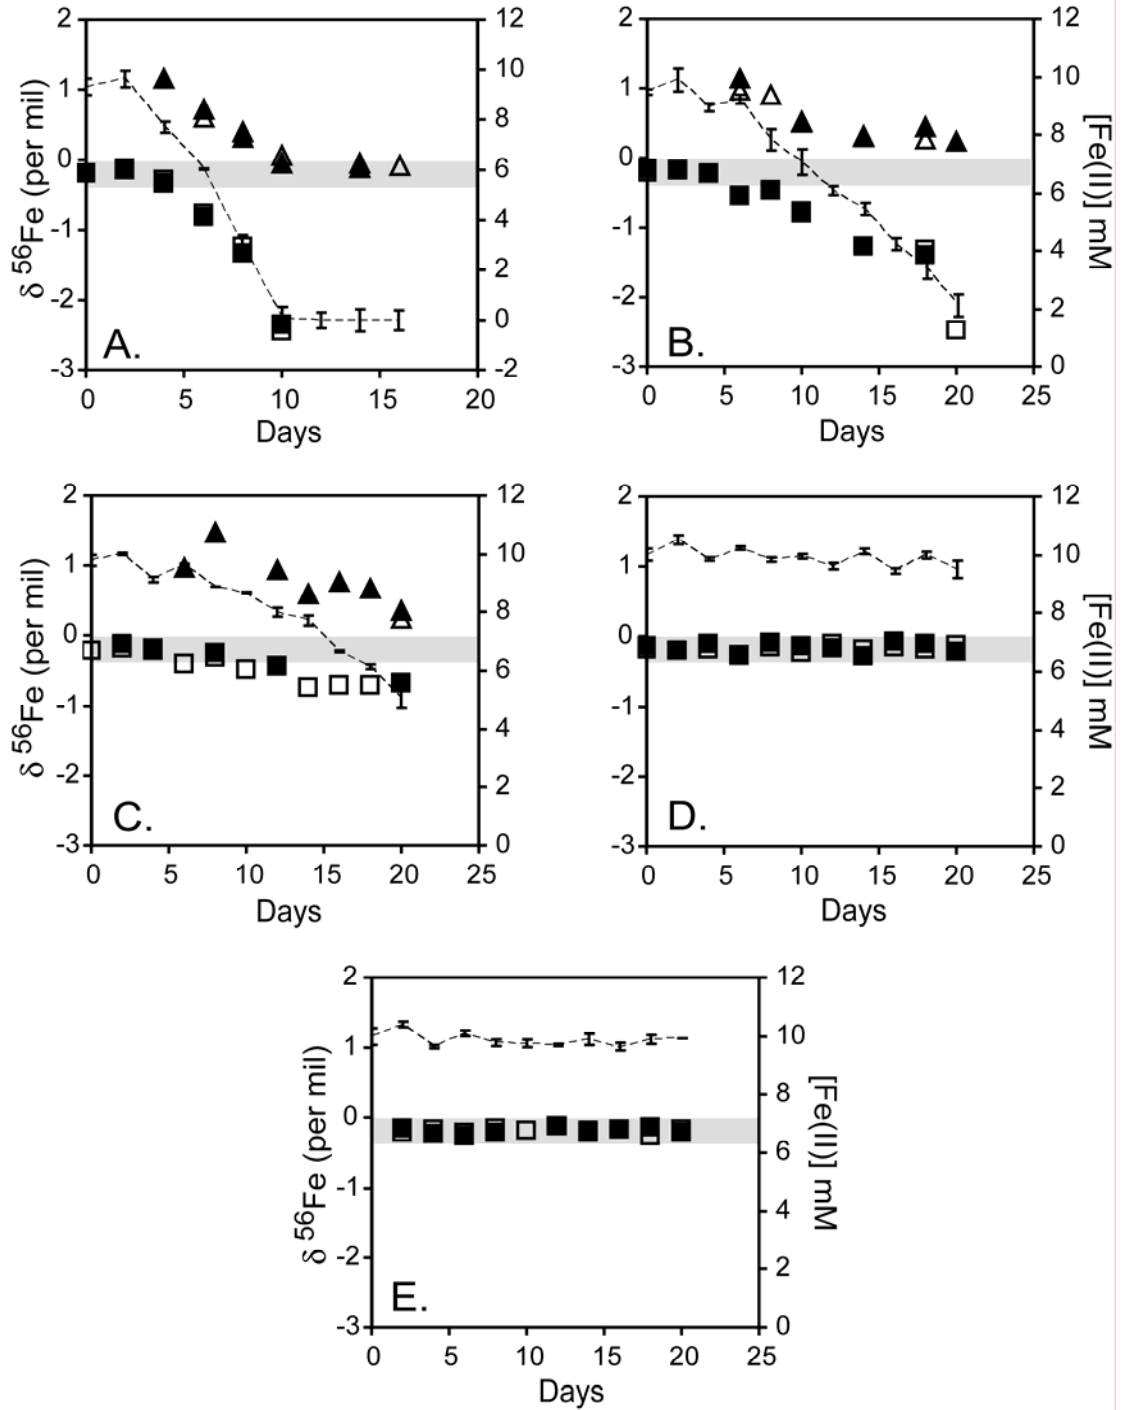 2 12 2 12
10
1 1 10
8
0 6 0 8
4 6
-1 -1
2 4
-2 0 -2 2
A. B.
-3 -2 -3 0
0 5 10 15 20 0 5 10 15 20 25
Days Days
δ 56Fe (per mil)
[Fe(II)] mM
2 12 2 12
1 10 1 10
8 8
0 0
6 6
-1 -1
4 4
-2 2 -2 2
C. D.
-3 0 -3 0
0 5 10 15 20 25 0 5 10 15 20 25
Days Days
δ 56Fe (per mil)
[Fe(II)] mM
2 12
1 10
8
0
6
-1
4
-2 2
E.
-3 0
0 5 10 15 20 25
Days
δ 56Fe (per mil)
[Fe(II)] mM